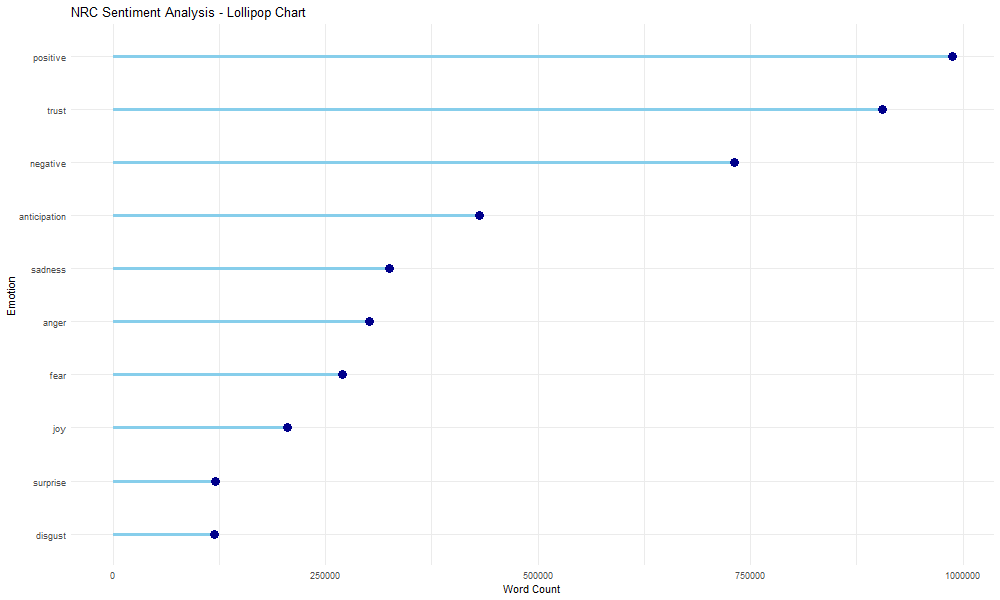 NRC Sentiment Analysis - Lollipop Chart
positive
trust
negative
anticipation
sadness
anger
fear
joy
surprise
disgust
Emotion
0 250000 500000 750000 1000000
Word Count